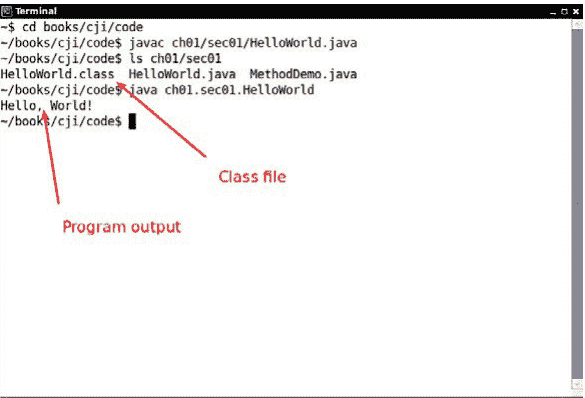 Terminal
~$ cd books/cji/code
~/books/cji/code$ javac ch01/sec01/HelloWorld.java
~/books/cji/code$ ls ch01/sec01
HelloWorld.class  HelloWorld.java  MethodDemo.java
~/books/cji/code$ java ch01.sec01.HelloWorld
Hello, World!
~/books/cji/code$
Class file
Program output